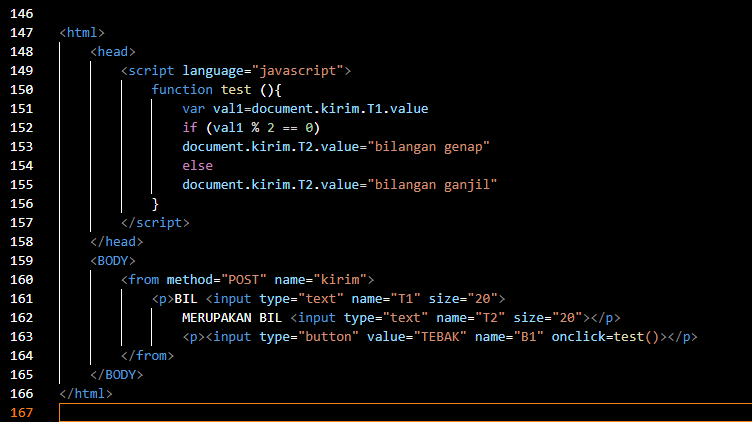 146
147 <html>
148 <head>
149 <script language="javascript">
150 function test (){
151 var val1=document.kirim.T1.value
152 if (val1 % 2 == 0)
153 document.kirim.T2.value="bilangan genap"
154 else
155 document.kirim.T2.value="bilangan ganjil"
156 }
157 </script>
158 </head>
159 <BODY>
160 <from method="POST" name="kirim">
161 <p>BIL <input type="text" name="T1" size="20">
162 MERUPAKAN BIL <input type="text" name="T2" size="20"></p>
163 <p><input type="button" value="TEBAK" name="B1" onclick=test()></p>
164 </from>
165 </BODY>
166 </html>
167